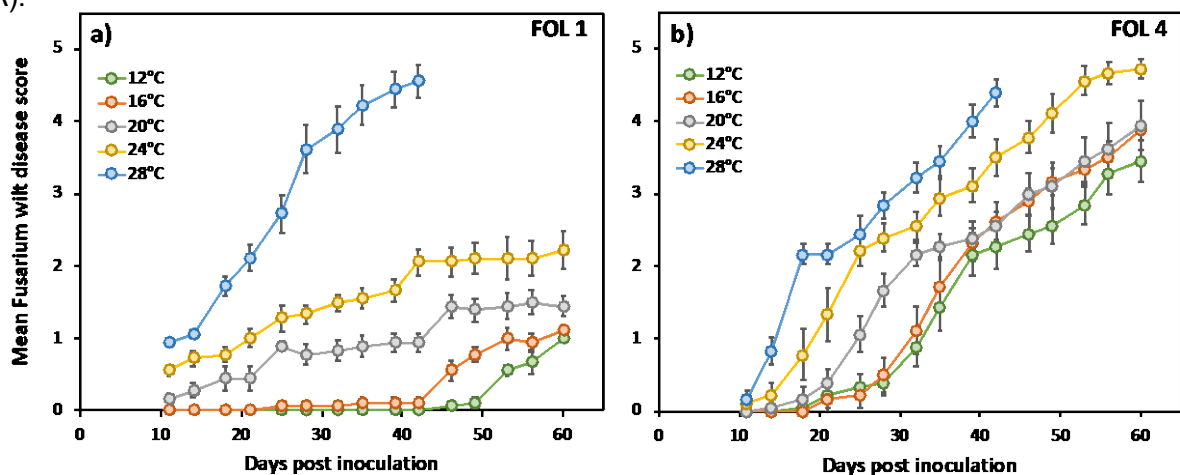 A).
a)
FOL 1
5
4
3
2
1
0
Mean Fusarium wilt disease score
12°C
16°C
20°C
24°C
28°C
0 10 20 30 40 50 60
Days post inoculation
b)
FOL 4
5
4
3
2
1
0
12°C
16°C
20°C
24°C
28°C
0 10 20 30 40 50 60
Days post inoculation